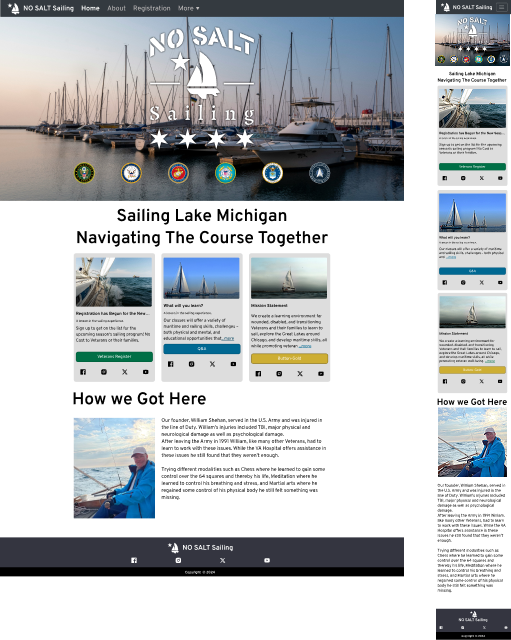 NO SALT Sailing Home About Registration More
NO SALT
Sailing
Sailing Lake Michigan
Navigating The Course Together
Registration has Begun for the New...
Sign up to get on the list for the
upcoming season's sailing program! No
Cost to Veterans or their Families.
Veterans Register
What will you learn?
A lesson in the sailing experience.
Our classes will offer a variety of
maritime and sailing skills, challenges -
both physical and mental, and
educational opportunities that...more
Q&A
Mission Statement
We create a learning environment for
wounded, disabled, and transitioning
Veterans and their Families to learn to
sail, explore the Great Lakes around
Chicago, and develop maritime skills, all
while promoting veteran ...more
How we Got Here
Our founder, William Shehan, served in the U.S. Army and was injured in
the line of Duty. William's injuries included TBI, major physical and
neurological damage as well as psychological damage.
After leaving the Army in 1991 William, like many other Veterans, had to
learn to work with these issues. While the VA Hospital offers assistance in
these issues he still found that they weren't enough.
Trying different modalities such as Chess where he learned to gain some
control over the 64 squares and thereby his life, Meditation where he
learned to control his breathing and stress, and Martial arts where he
regained some control of his physical body he still felt something was
missing.
NO SALT Sailing
Copyright © 2024
NO SALT Sailing
NO SALT
Sailing
Sailing Lake Michigan
Navigating The Course Together
Registration has Begun for the New Seas...
Sign up to get on the list for the upcoming
season's sailing program! No Cost to
Veterans or their Families.
Veterans Register
What will you learn?
A lesson in the sailing experience.
Our classes will offer a variety of maritime
and sailing skills, challenges - both physical
and ...more
Q&A
Mission Statement
We create a learning environment for
wounded, disabled, and transitioning
Veterans and their Families to learn to sail,
explore the Great Lakes around Chicago,
and develop maritime skills, all while
promoting veteran well-being ...more
How we Got Here
Our founder, William Shehan, served in
the U.S. Army and was injured in the line
of Duty. William's injuries included TBI,
major physical and neurological
damage as well as psychological
damage.
After leaving the Army in 1991 William,
like many other Veterans, had to learn
to work with these issues. While the VA
Hospital offers assistance in these
issues he still found that they weren't
enough.
Trying different modalities such as
Chess where he learned to gain some
control over the 64 squares and
thereby his life, Meditation where he
learned to control his breathing and
stress, and Martial arts where he
regained some control of his physical
body he still felt something was
missing.
NO SALT Sailing
Copyright © 2024